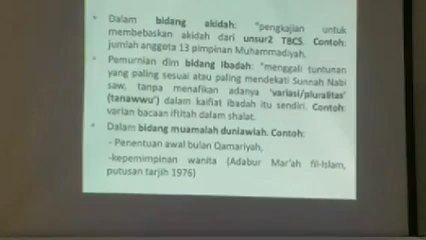 • Dalam bidang akidah: "pengkajian untuk
membebaskan akidah dari unsur2 TBCS. Contoh:
jumlah anggota 13 pimpinan Muhammadiyah.
• Pemurnian dlm bidang Ibadah: "menggali tuntunan
yang paling sesuai atau paling mendekati Sunnah Nabi
saw, tanpa menafikan adanya 'variasi/pluralitas'
(tanawwu') dalam kaifiat ibadah itu sendiri. Contoh:
varian bacaan iftitah dalam shalat.
• Dalam bidang muamalah duniawiah. Contoh:
- Penentuan awal bulan Qamariyah,
-kepemimpinan wanita (Adabur Mar'ah fil-Islam,
putusan tarjih 1976)